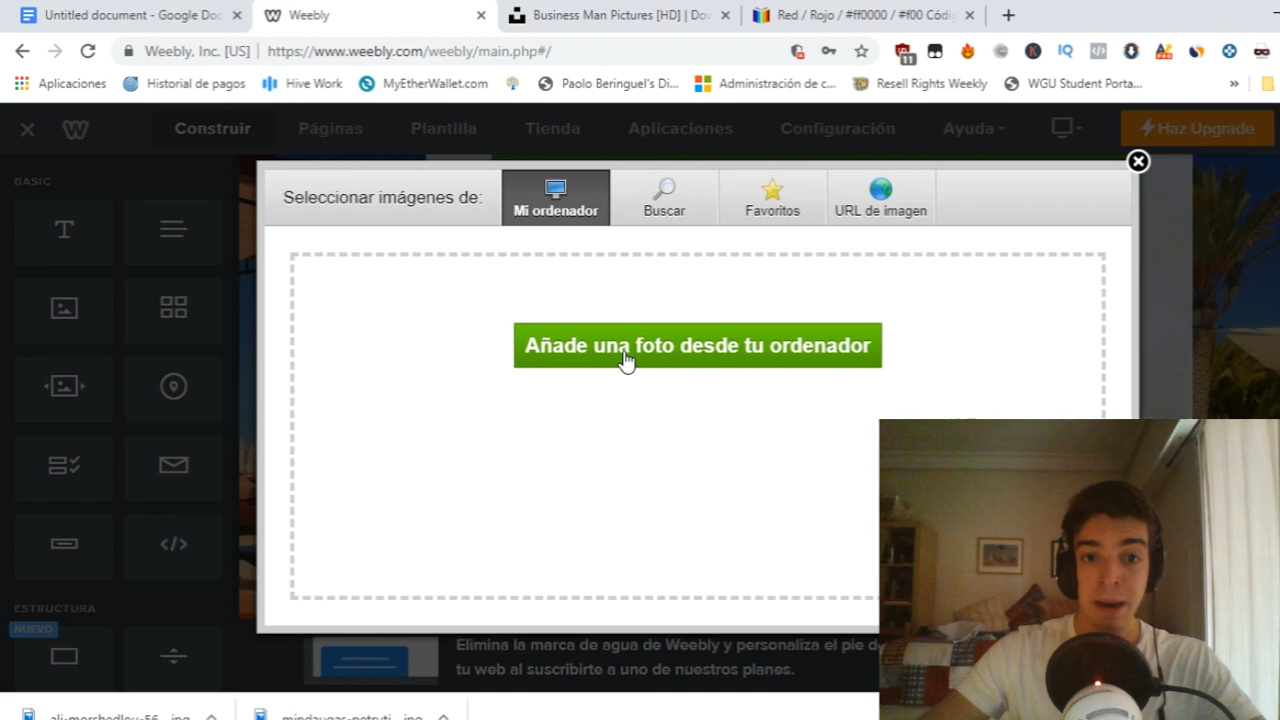 Untitled document - Google Doc
Weebly
Business Man Pictures [HD] | Dov
Red / Rojo / #ff0000 / #f00 Códig
Weebly, Inc. [US]
https://www.weebly.com/weebly/main.php#/
11
IQ
Aplicaciones
Historial de pagos
Hive Work
MyEtherWallet.com
Paolo Beringuel's Di...
Administración de c...
Resell Rights Weekly
WGU Student Porta...
»
Construir
Páginas
Plantilla
Tienda
Aplicaciones
Configuración
Ayuda
Haz Upgrade
BASIC
Seleccionar imágenes de:
Mi ordenador
Buscar
Favoritos
URL de imagen
Añade una foto desde tu ordenador
ESTRUCTURA
NUEVO
Elimina la marca de agua de Weebly y personaliza el pie de
tu web al suscribirte a uno de nuestros planes.